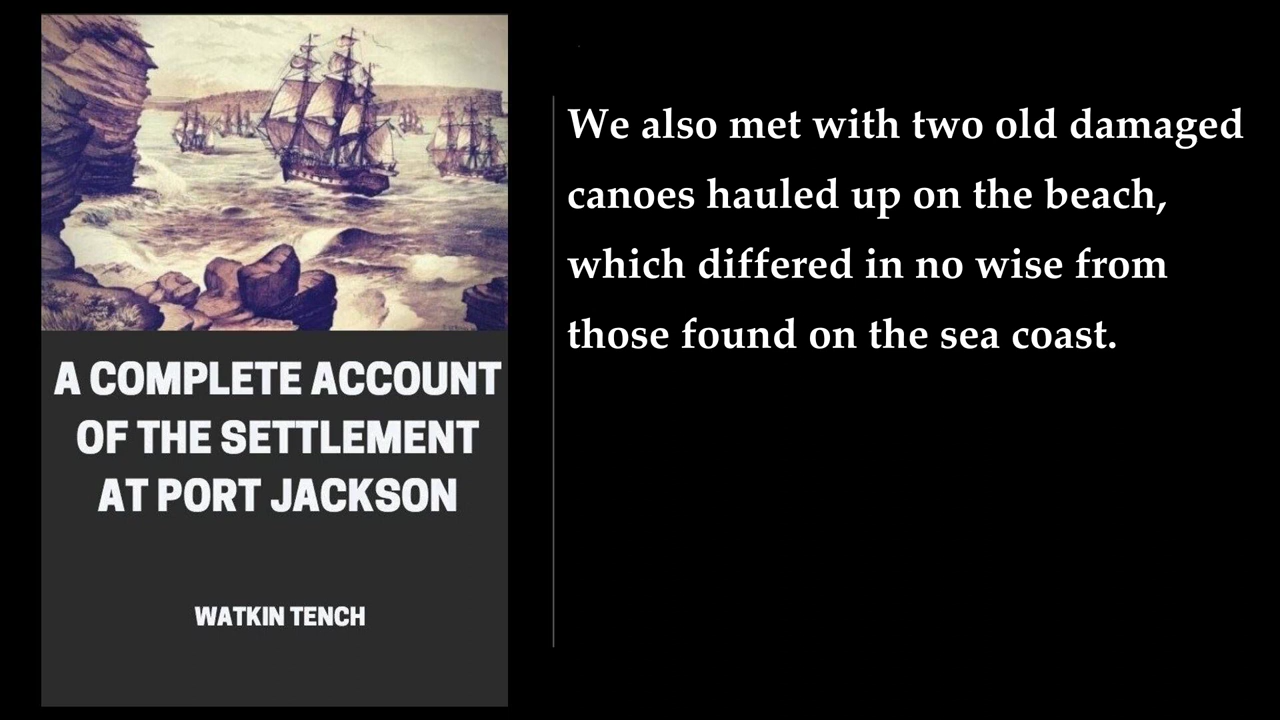 A COMPLETE ACCOUNT
OF THE SETTLEMENT
AT PORT JACKSON
WATKIN TENCH
We also met with two old damaged
canoes hauled up on the beach,
which differed in no wise from
those found on the sea coast.